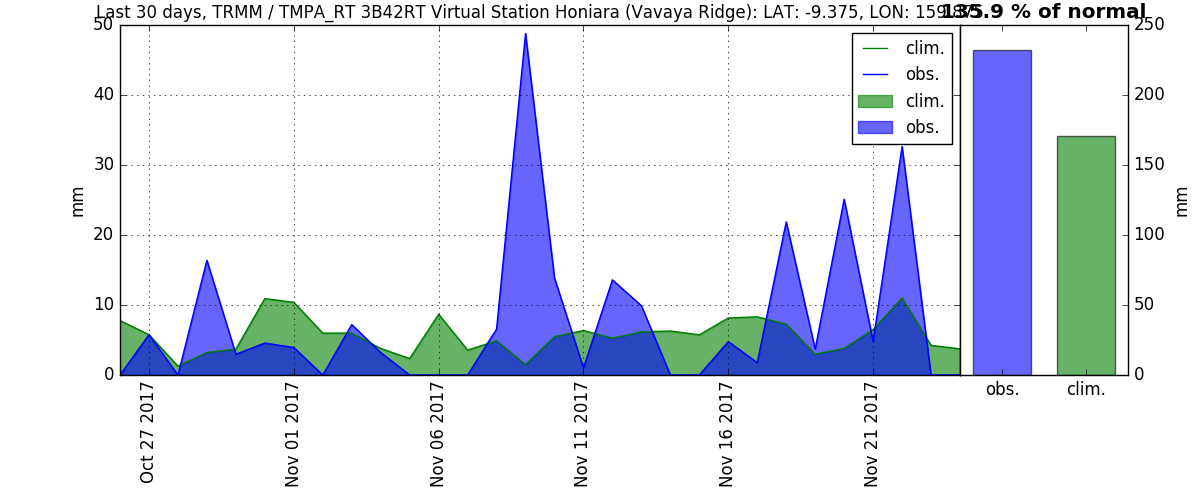 Last 30 days, TRMM / TMPA_RT 3B42RT Virtual Station Honiara (Vavaya Ridge): LAT: -9.375, LON:
135.9 % of normal
50
40
30
20
10
0
mm
clim.
obs.
clim.
obs.
Oct 27 2017
Nov 01 2017
Nov 06 2017
Nov 11 2017
Nov 16 2017
Nov 21 2017
250
200
150
100
50
0
mm
obs.
clim.